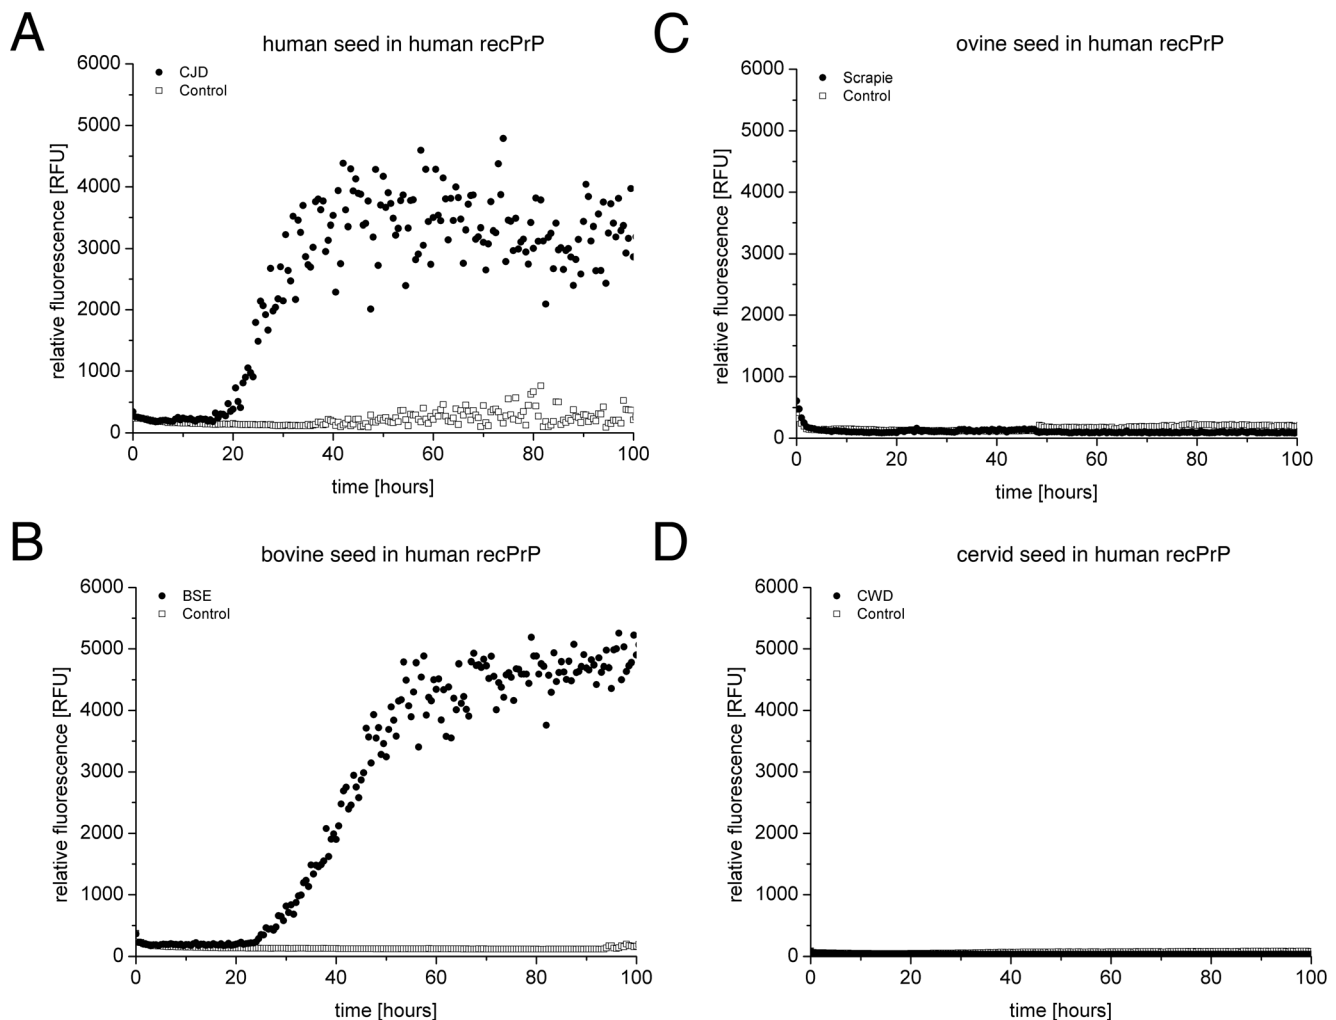 A
human seed in human recPrP
CJD
Control
relative fluorescence [RFU]
6000
5000
4000
3000
2000
1000
0
0 20 40 60 80 100
time [hours]
B
bovine seed in human recPrP
BSE
Control
relative fluorescence [RFU]
6000
5000
4000
3000
2000
1000
0
0 20 40 60 80 100
time [hours]
C
ovine seed in human recPrP
Scrapie
Control
relative fluorescence [RFU]
6000
5000
4000
3000
2000
1000
0
0 20 40 60 80 100
time [hours]
D
cervid seed in human recPrP
CWD
Control
relative fluorescence [RFU]
6000
5000
4000
3000
2000
1000
0
0 20 40 60 80 100
time [hours]